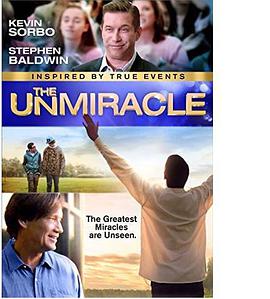 KEVIN
SORBO
STEPHEN
BALDWIN
INSPIRED BY TRUE EVENTS
THE
UNMIRACLE
The Greatest
Miracles
are Unseen.